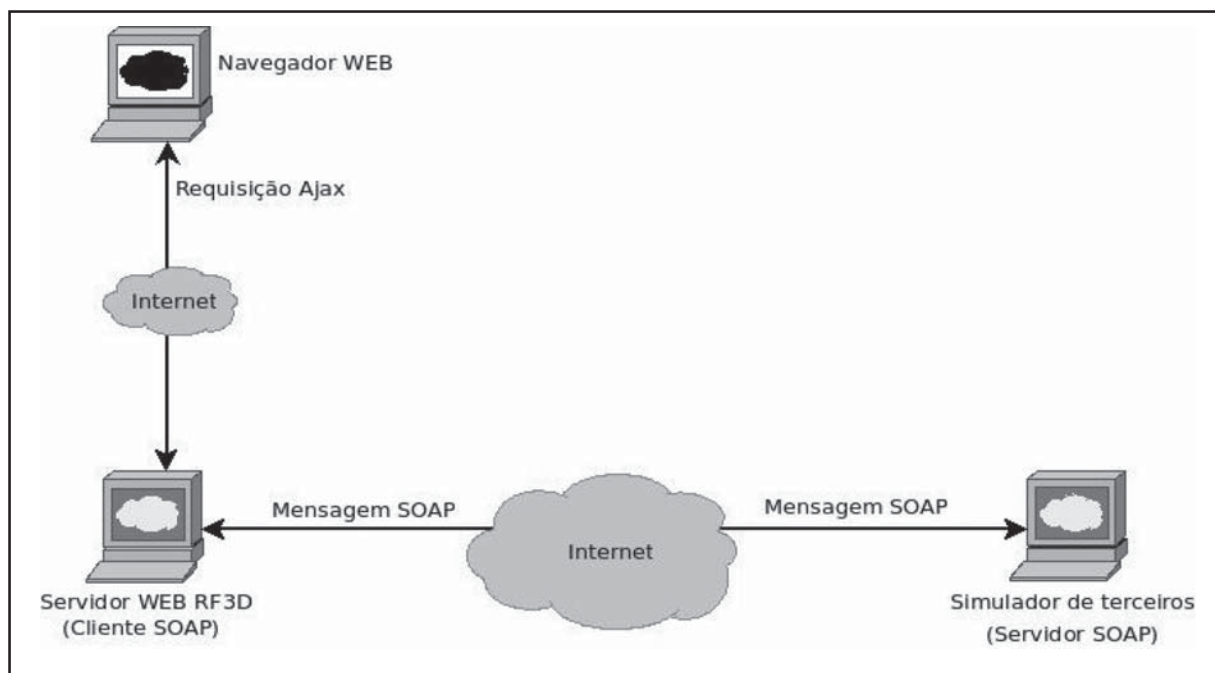 Navegador WEB
Requisição Ajax
Internet
Mensagem SOAP
Mensagem SOAP
Internet
Servidor WEB RF3D
(Cliente SOAP)
Simulador de terceiros
(Servidor SOAP)